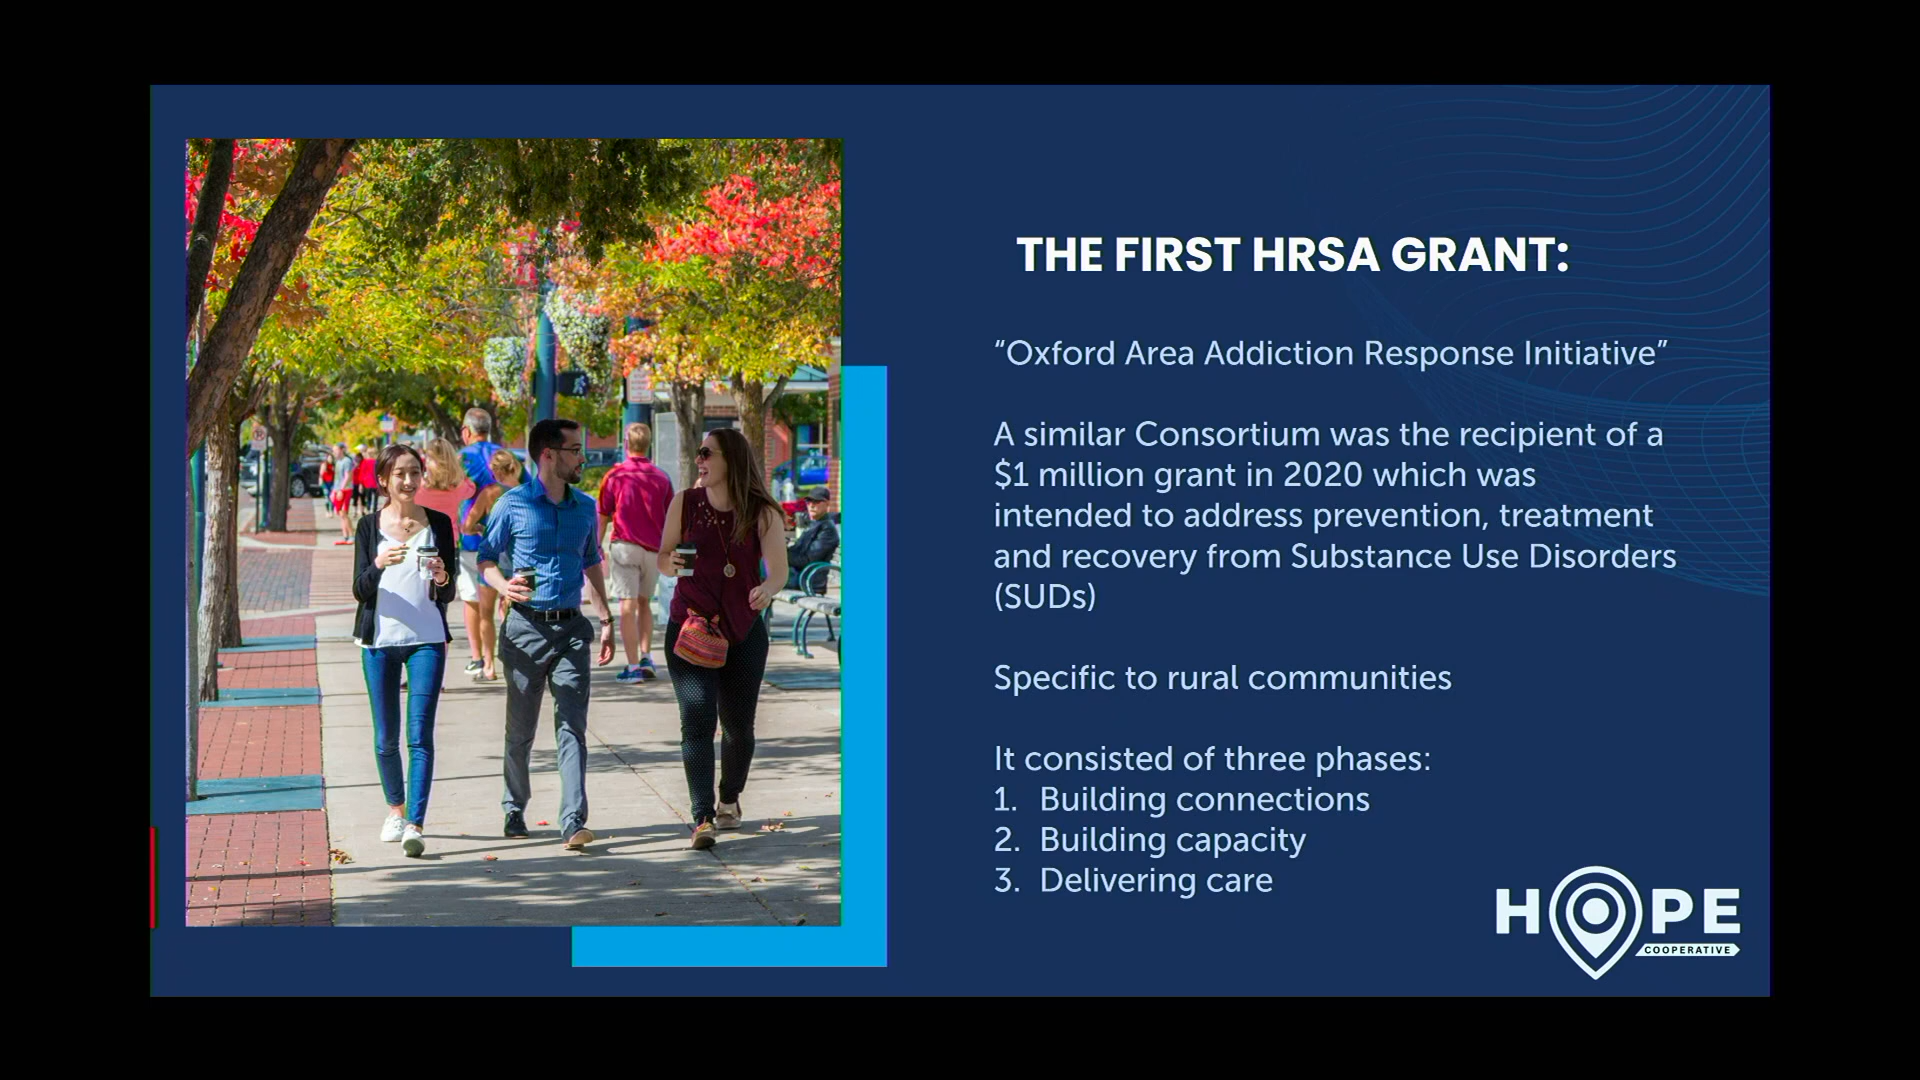 THE FIRST HRSA GRANT:
“Oxford Area Addiction Response Initiative”
A similar Consortium was the recipient of a
$1 million grant in 2020 which was
intended to address prevention, treatment
and recovery from Substance Use Disorders
(SUDs)
Specific to rural communities
It consisted of three phases:
1. Building connections
2. Building capacity
3. Delivering care
HOPE
COOPERATIVE